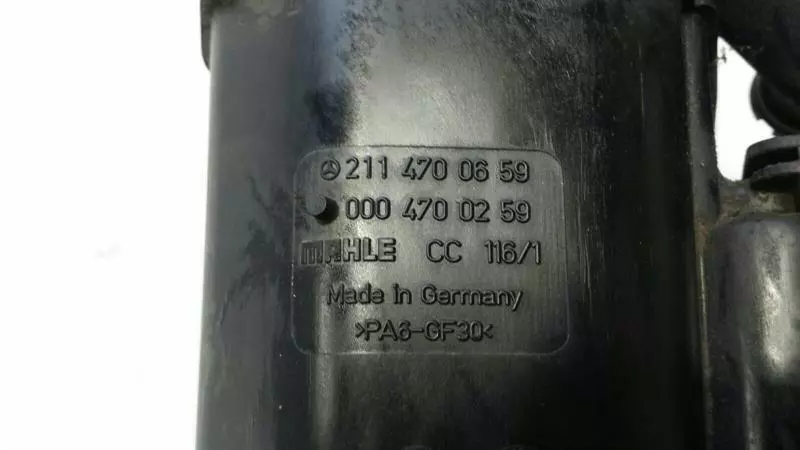 211 470 06 59
000 470 02 59
MAHLE CC 116/1
Made in Germany
>PA6-GF30<